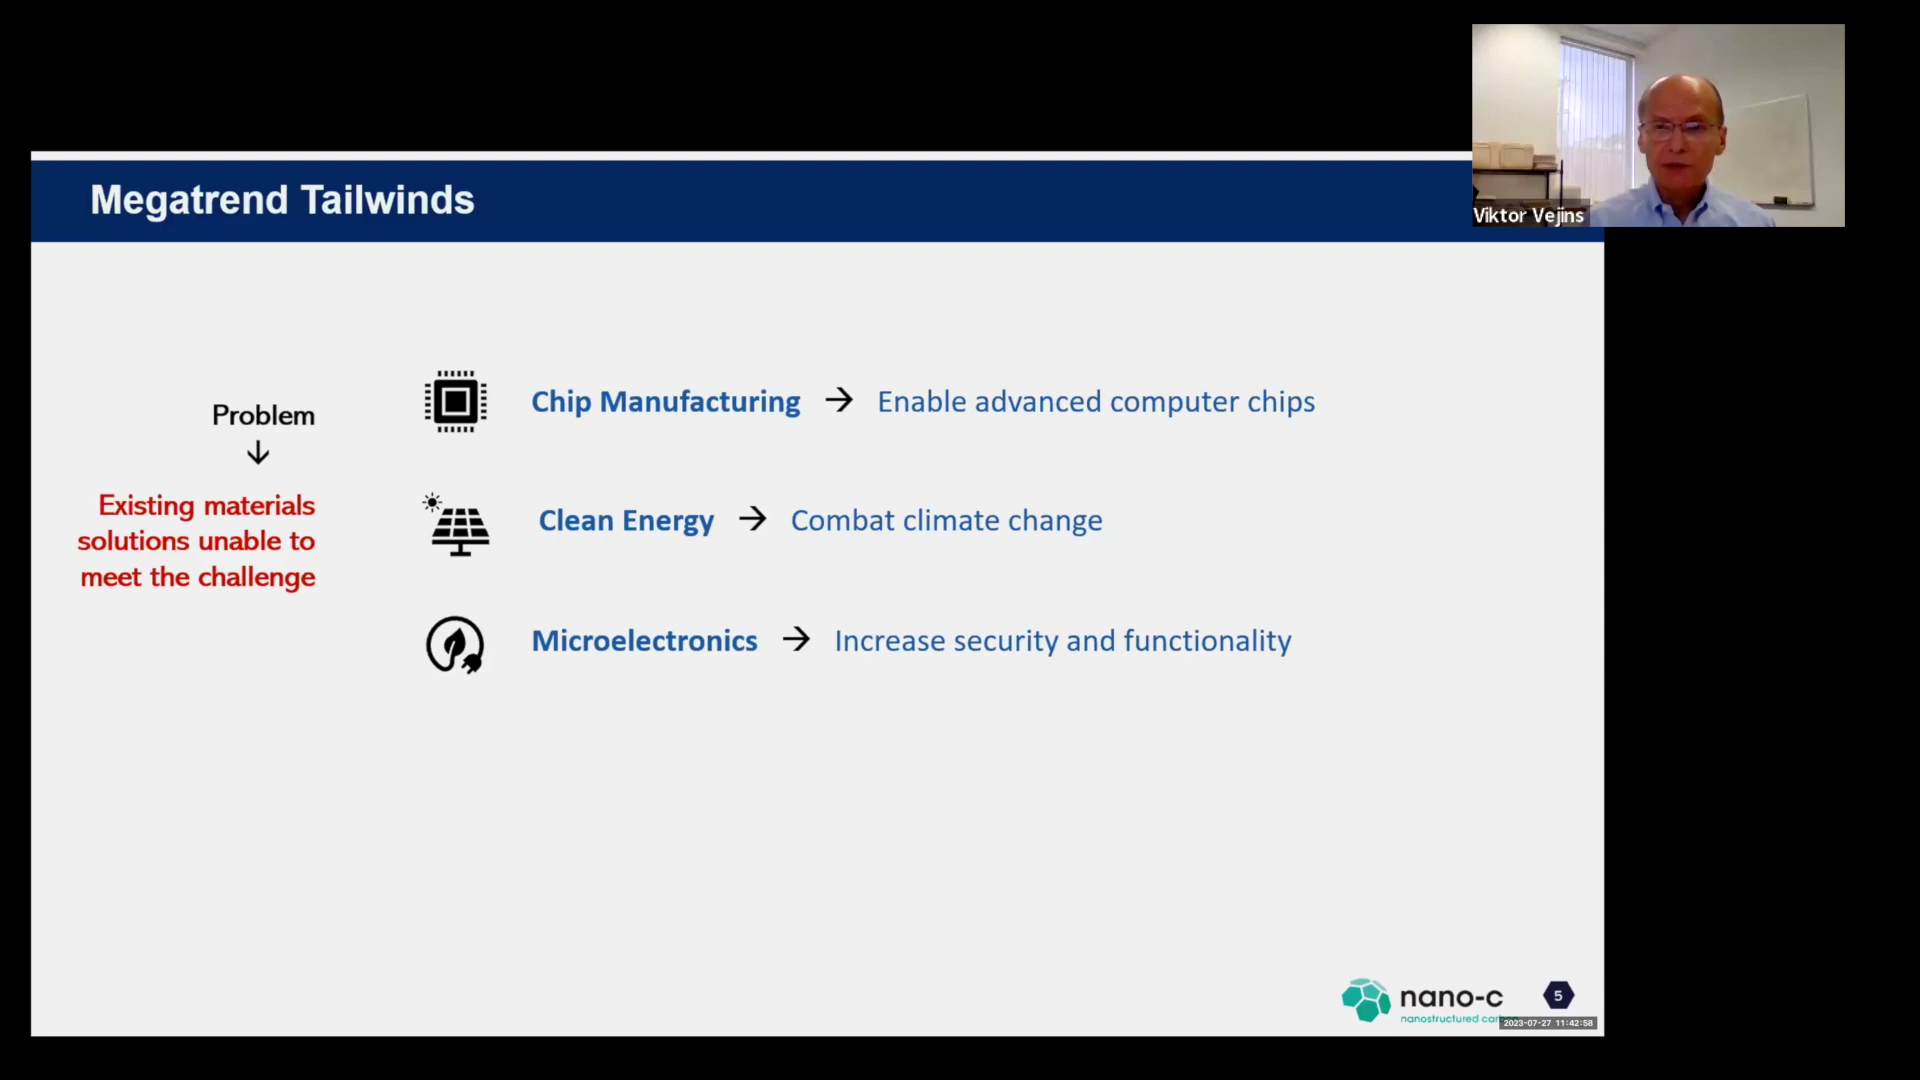 Viktor Vejins
Megatrend Tailwinds
Problem
↓
Existing materials
solutions unable to
meet the challenge
Chip Manufacturing → Enable advanced computer chips
Clean Energy → Combat climate change
Microelectronics → Increase security and functionality
nano-c
nanostructured
5
2023-07-27 11:42:58